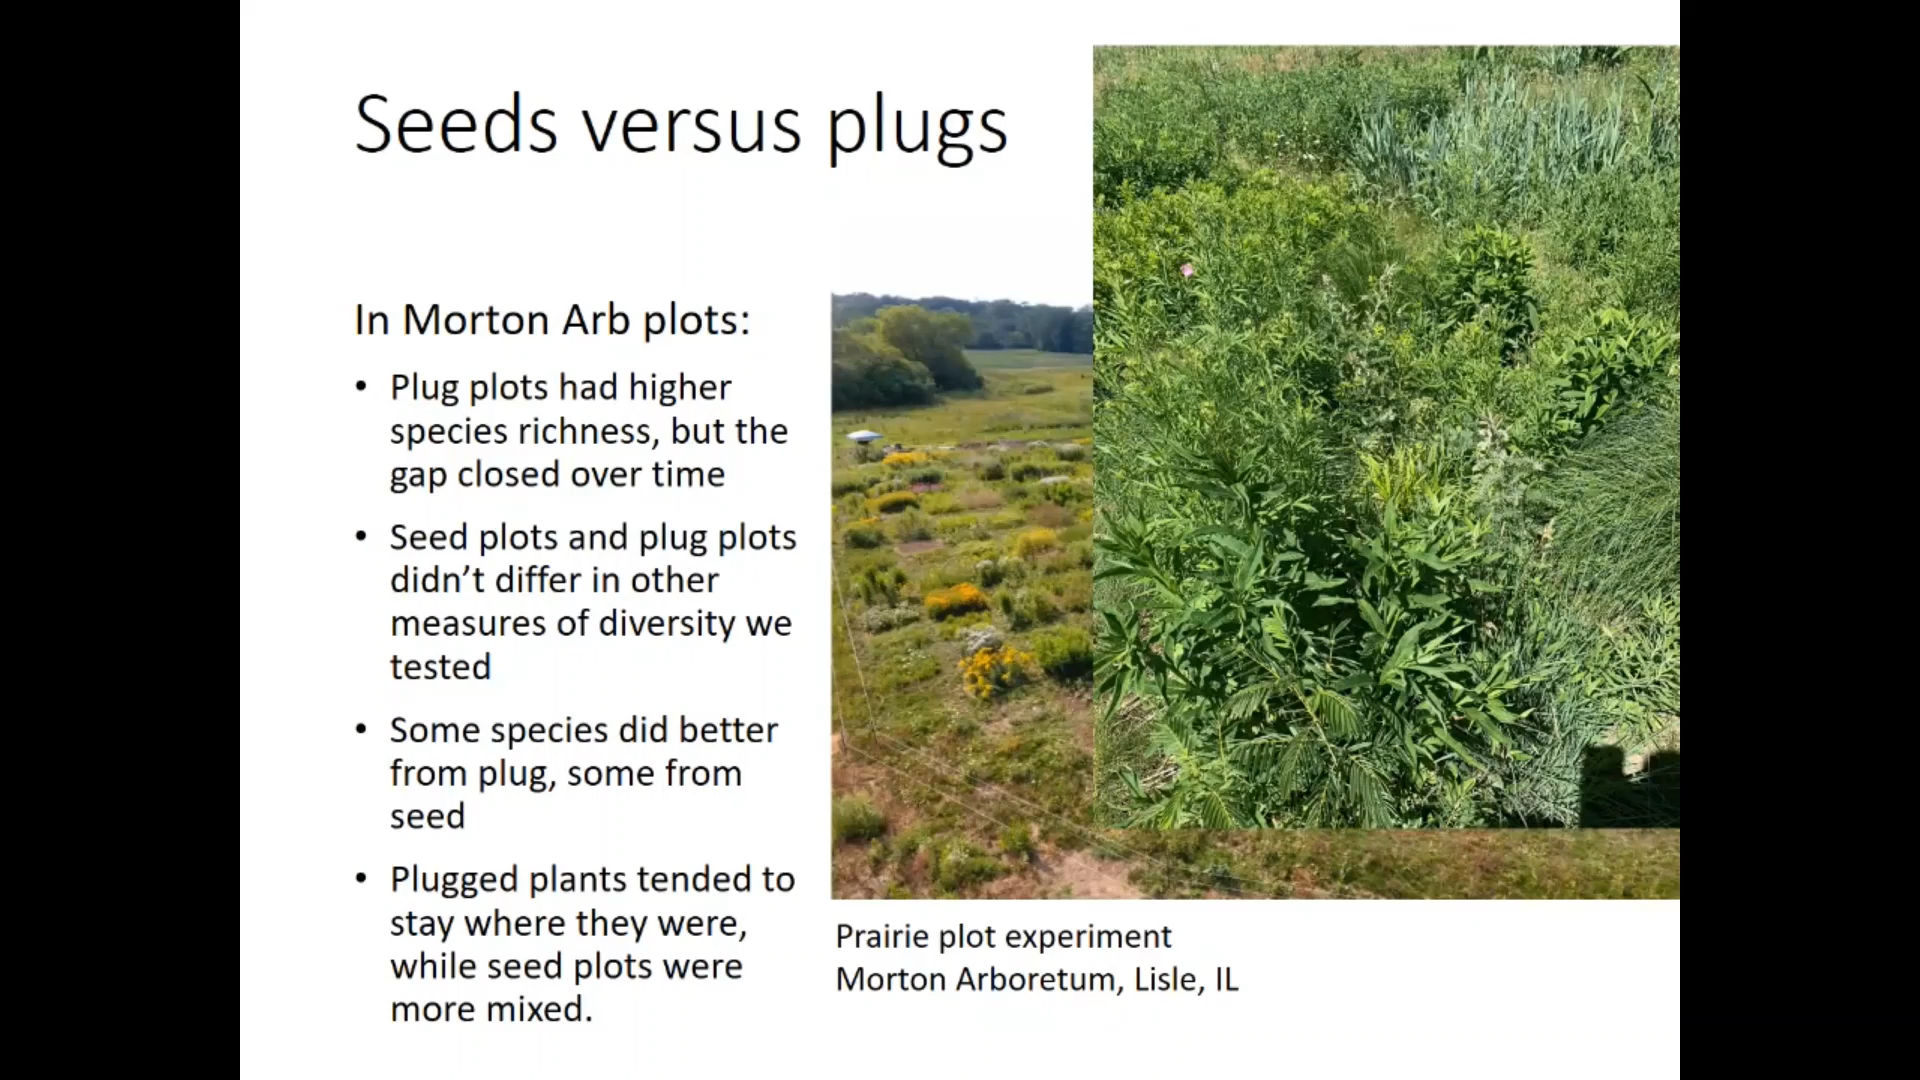 Seeds versus plugs
In Morton Arb plots:
• Plug plots had higher
species richness, but the
gap closed over time
• Seed plots and plug plots
didn’t differ in other
measures of diversity we
tested
• Some species did better
from plug, some from
seed
• Plugged plants tended to
stay where they were,
while seed plots were
more mixed.
Prairie plot experiment
Morton Arboretum, Lisle, IL